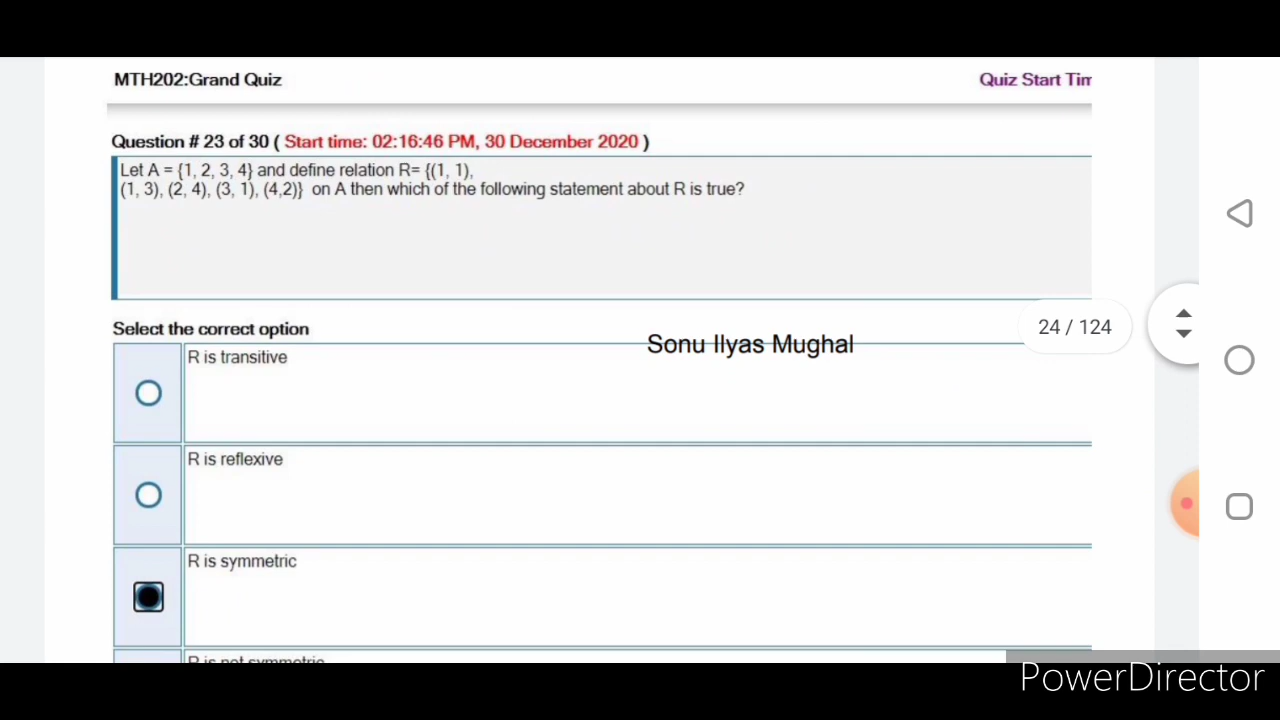 MTH202:Grand Quiz
Quiz Start Tim
Question # 23 of 30 ( Start time: 02:16:46 PM, 30 December 2020 )
Let A = {1, 2, 3, 4} and define relation R= {(1, 1),
(1, 3), (2, 4), (3, 1), (4,2)} on A then which of the following statement about R is true?
Select the correct option
Sonu Ilyas Mughal
24 / 124
R is transitive
R is reflexive
R is symmetric
R is not symmetric
PowerDirector